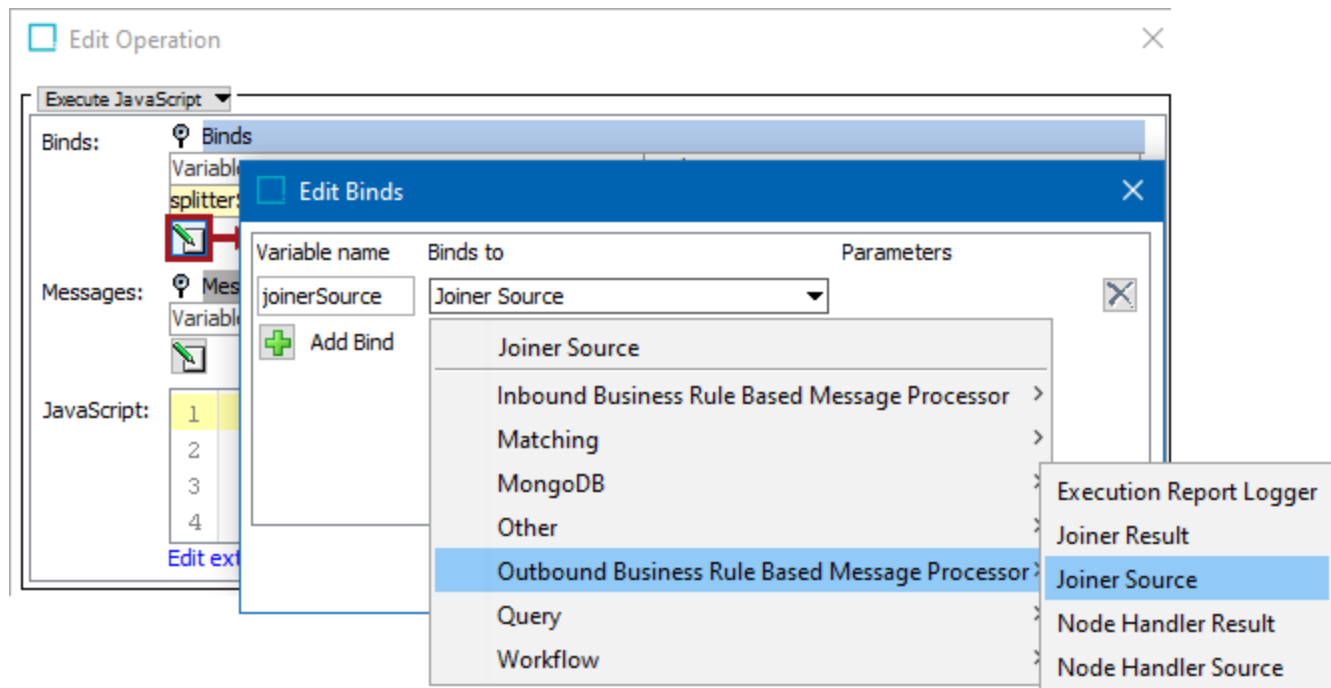 Edit Operation
Execute JavaScript
Binds:
Binds
Variabl
splitterS
Edit Binds
Variable name Binds to Parameters
joinerSource Joiner Source
Add Bind
Messages:
Mes
Variabl
JavaScript:
1
2
3
4
Edit ext
Joiner Source
Inbound Business Rule Based Message Processor
Matching
MongoDB
Other
Outbound Business Rule Based Message Processor
Query
Workflow
Execution Report Logger
Joiner Result
Joiner Source
Node Handler Result
Node Handler Source